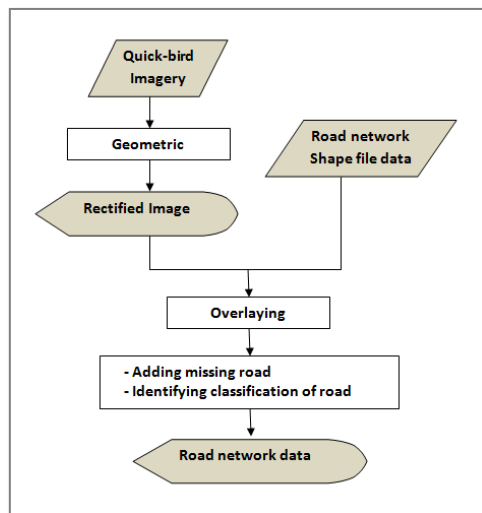 Quick-bird
Imagery
Geometric
Road network
Shape file data
Rectified Image
Overlaying
- Adding missing road
- Identifying classification of road
Road network data